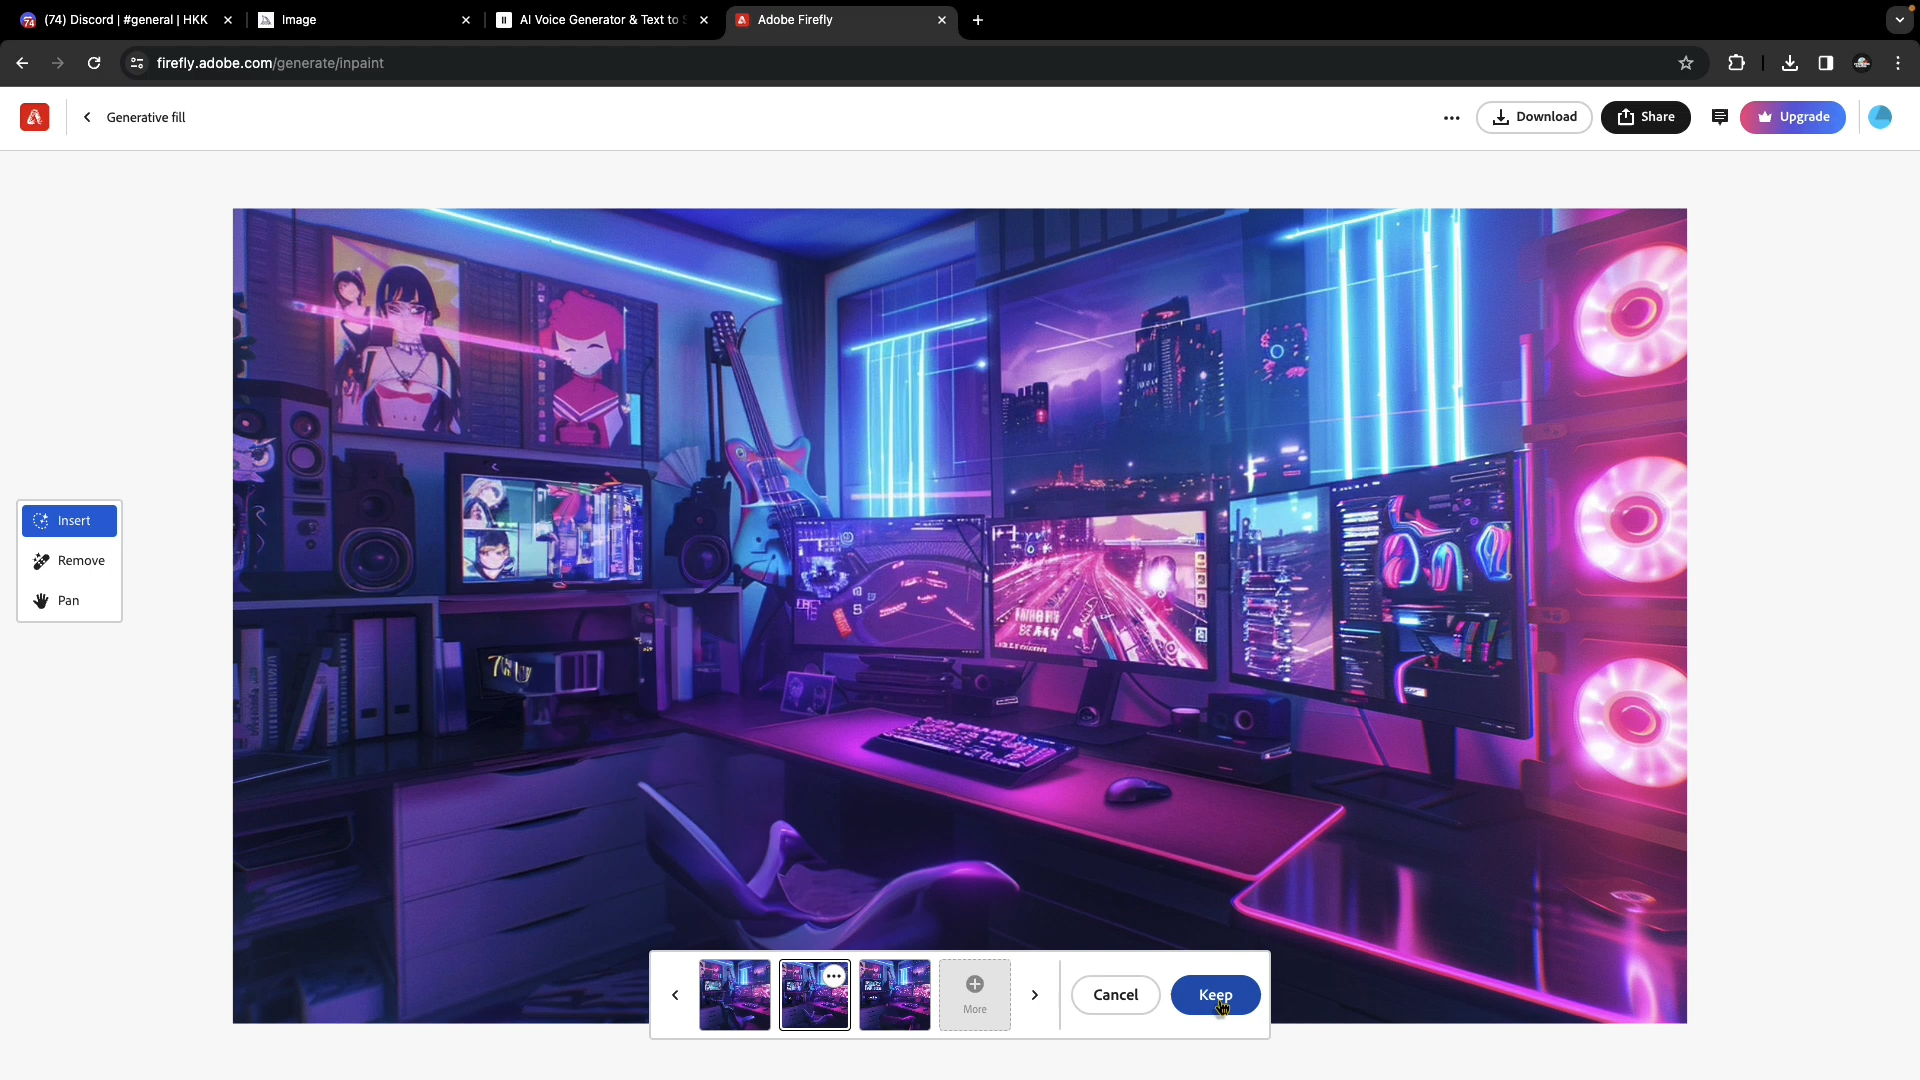 74 (74) Discord | #general | HKK
Image
AI Voice Generator & Text to S
Adobe Firefly
firefly.adobe.com/generate/inpaint
Generative fill
Download
Share
Upgrade
Insert
Remove
Pan
More
Cancel
Keep